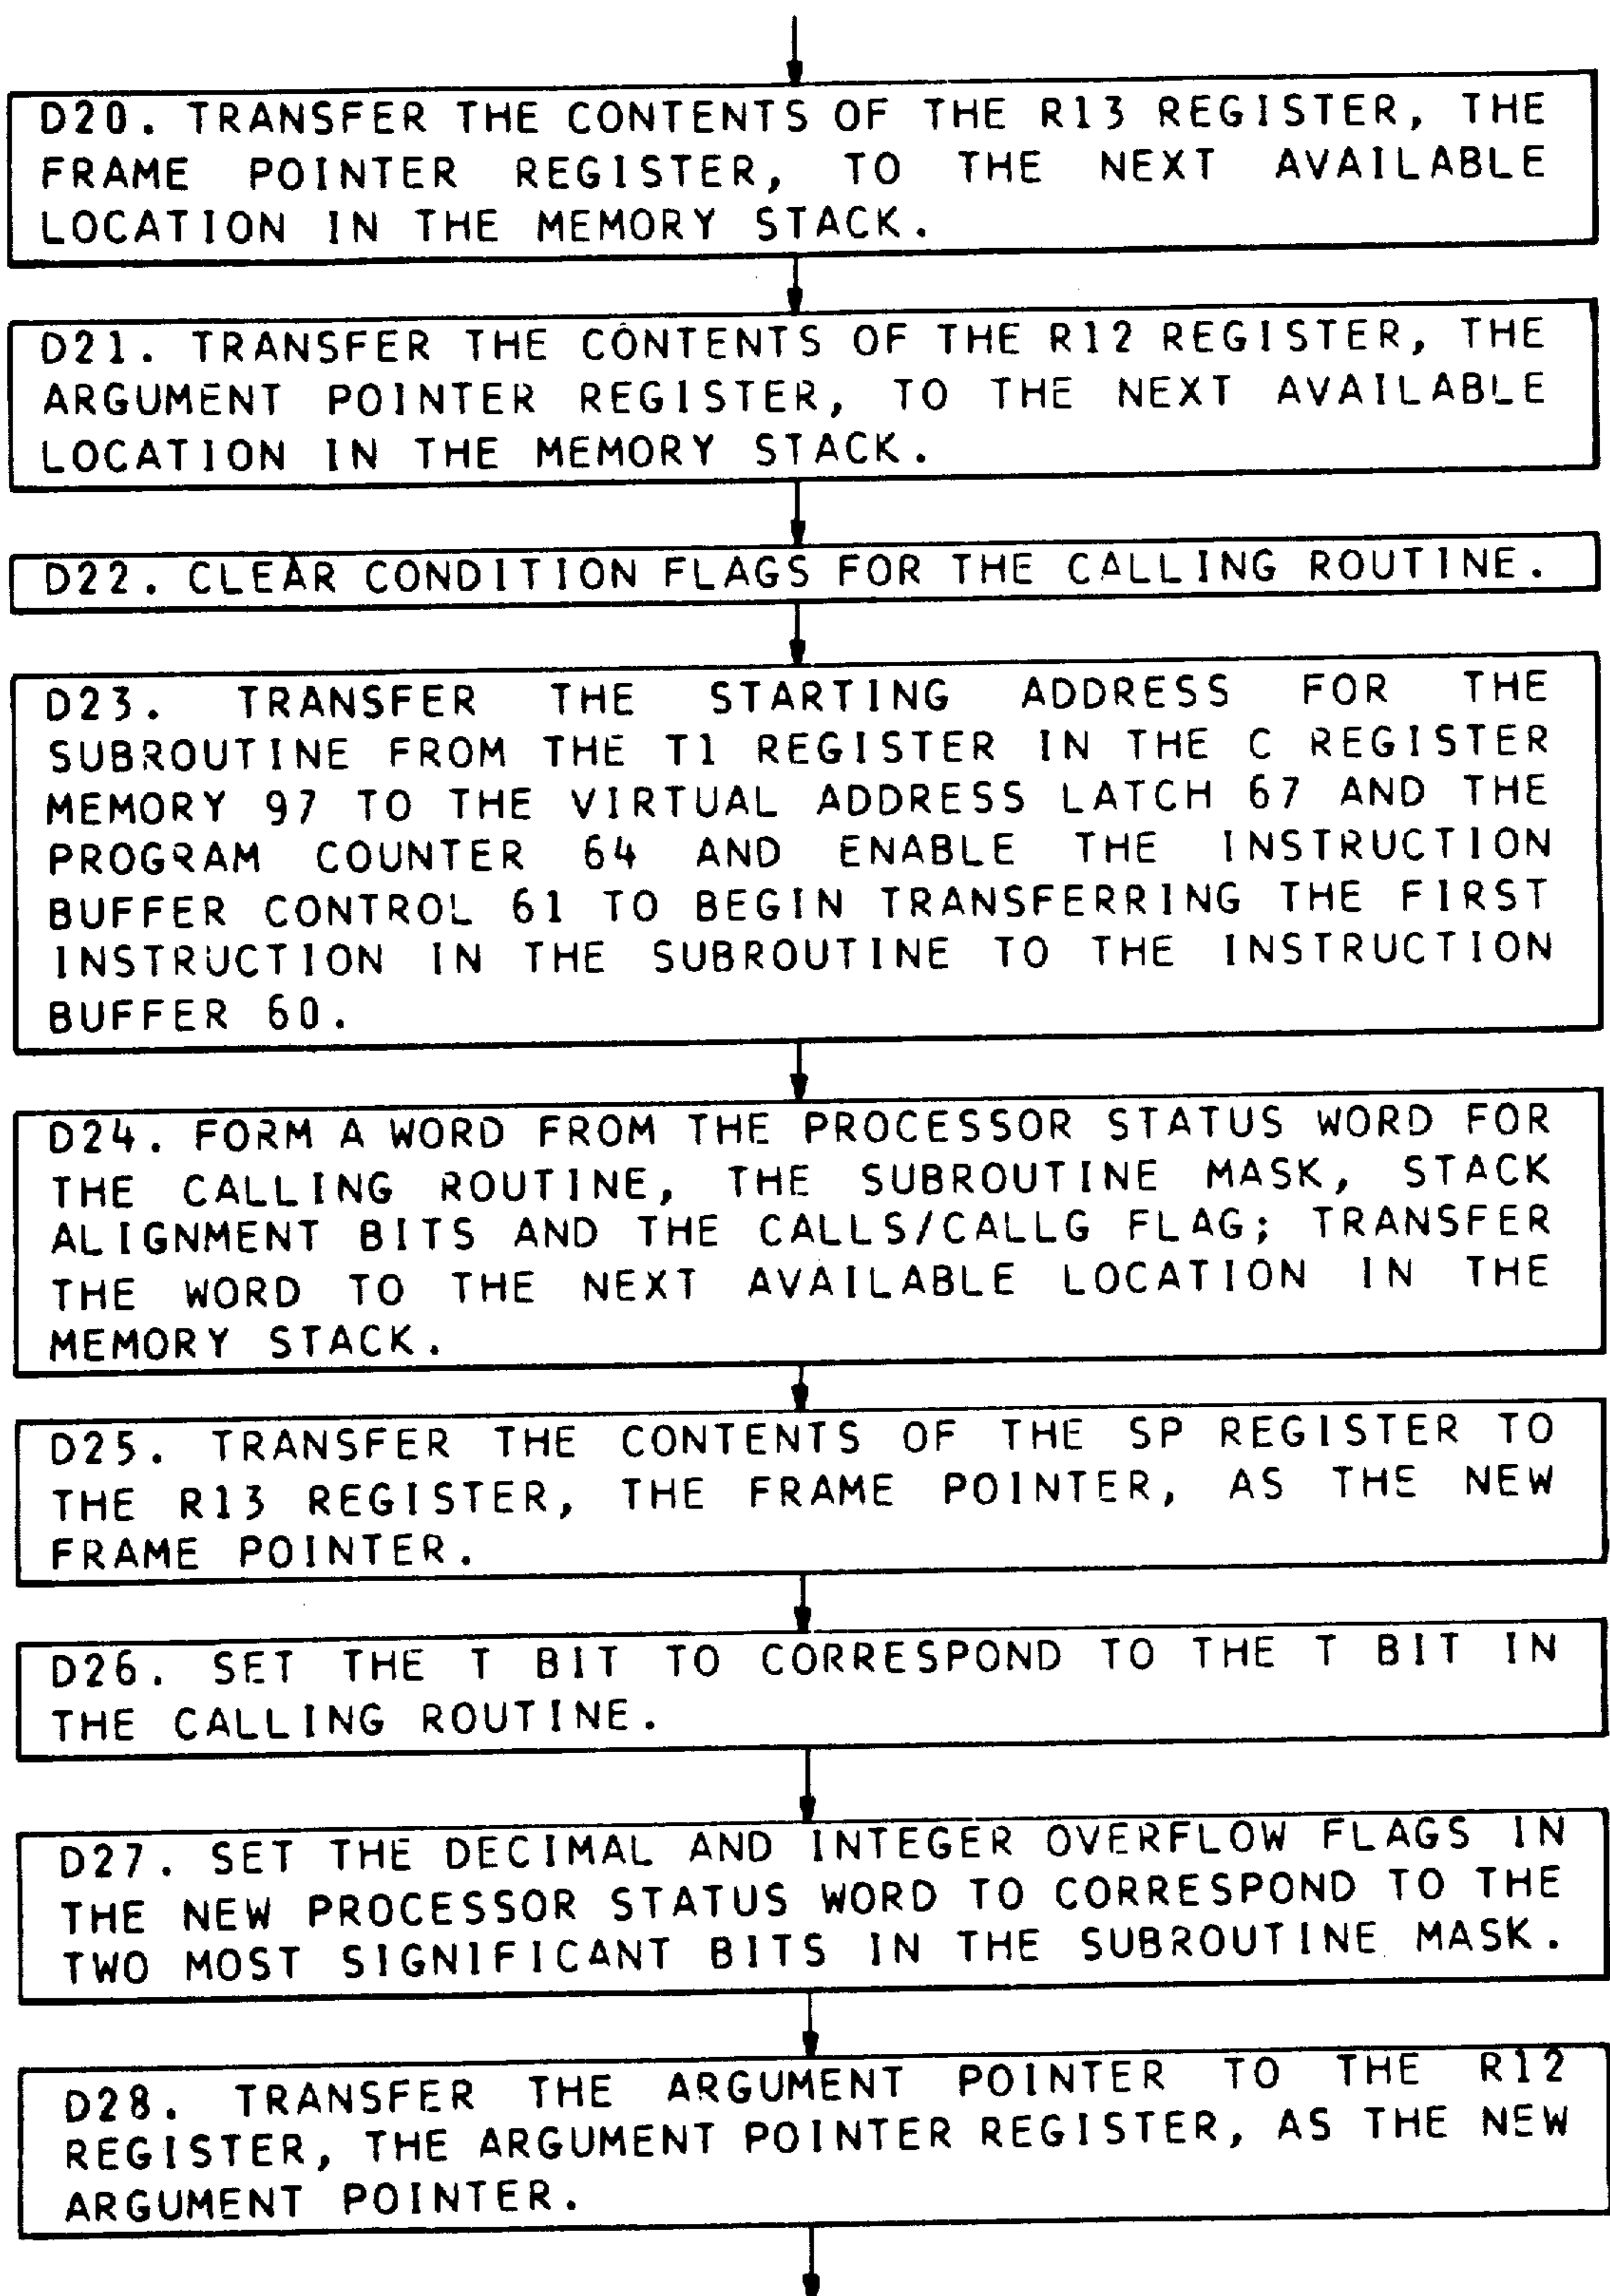 D20. TRANSFER THE CONTENTS OF THE R13 REGISTER, THE
FRAME POINTER REGISTER, TO THE NEXT AVAILABLE
LOCATION IN THE MEMORY STACK.
D21. TRANSFER THE CONTENTS OF THE R12 REGISTER, THE
ARGUMENT POINTER REGISTER, TO THE NEXT AVAILABLE
LOCATION IN THE MEMORY STACK.
D22. CLEAR CONDITION FLAGS FOR THE CALLING ROUTINE.
D23. TRANSFER THE STARTING ADDRESS FOR THE
SUBROUTINE FROM THE T1 REGISTER IN THE C REGISTER
MEMORY 97 TO THE VIRTUAL ADDRESS LATCH 67 AND THE
PROGRAM COUNTER 64 AND ENABLE THE INSTRUCTION
BUFFER CONTROL 61 TO BEGIN TRANSFERRING THE FIRST
INSTRUCTION IN THE SUBROUTINE TO THE INSTRUCTION
BUFFER 60.
D24. FORM A WORD FROM THE PROCESSOR STATUS WORD FOR
THE CALLING ROUTINE, THE SUBROUTINE MASK, STACK
ALIGNMENT BITS AND THE CALLS/CALLG FLAG; TRANSFER
THE WORD TO THE NEXT AVAILABLE LOCATION IN THE
MEMORY STACK.
D25. TRANSFER THE CONTENTS OF THE SP REGISTER TO
THE R13 REGISTER, THE FRAME POINTER, AS THE NEW
FRAME POINTER.
D26. SET THE T BIT TO CORRESPOND TO THE T BIT IN
THE CALLING ROUTINE.
D27. SET THE DECIMAL AND INTEGER OVERFLOW FLAGS IN
THE NEW PROCESSOR STATUS WORD TO CORRESPOND TO THE
TWO MOST SIGNIFICANT BITS IN THE SUBROUTINE MASK.
D28. TRANSFER THE ARGUMENT POINTER TO THE R12
REGISTER, THE ARGUMENT POINTER REGISTER, AS THE NEW
ARGUMENT POINTER.